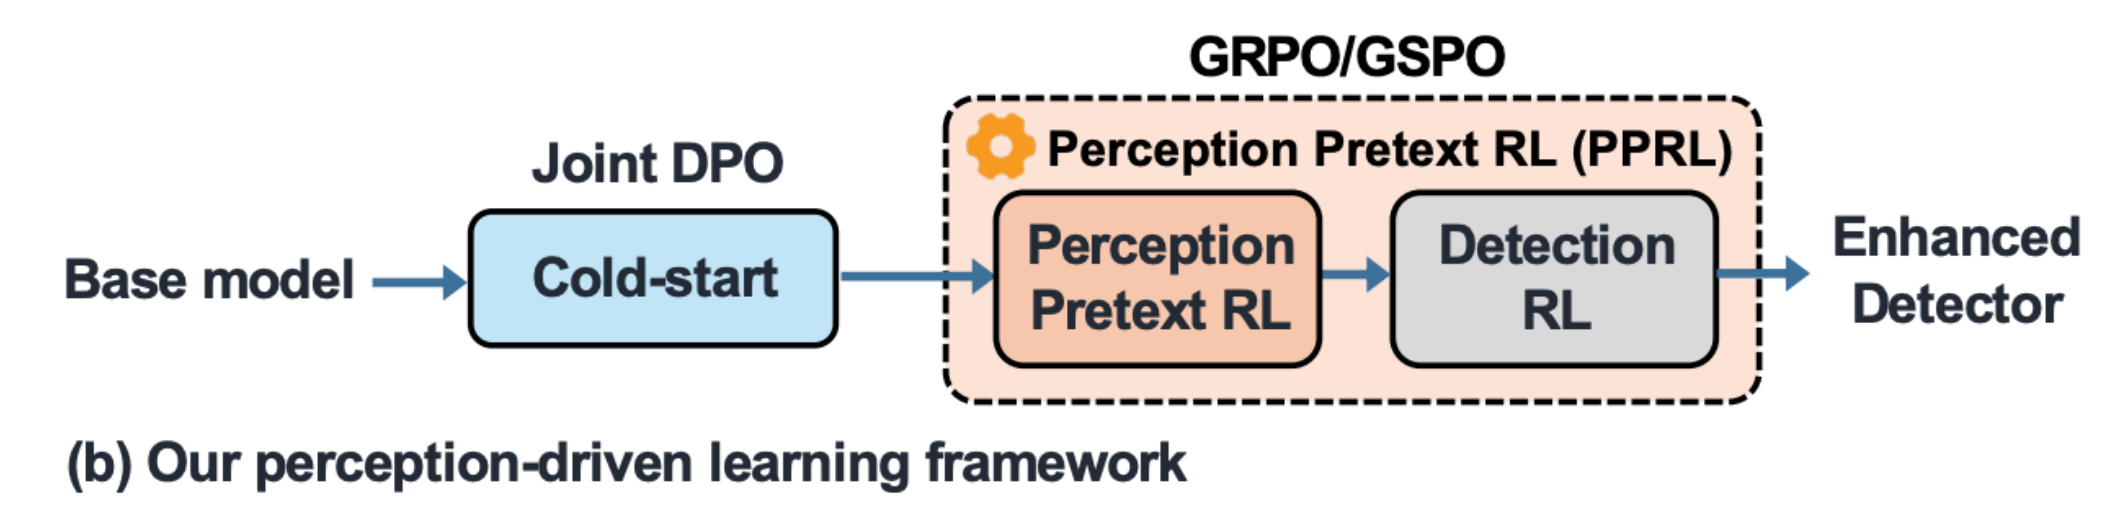 GRPO/GSPO
Joint DPO
Perception Pretext RL (PPRL)
Base model
Cold-start
Perception
Pretext RL
Detection
RL
Enhanced
Detector
(b) Our perception-driven learning framework